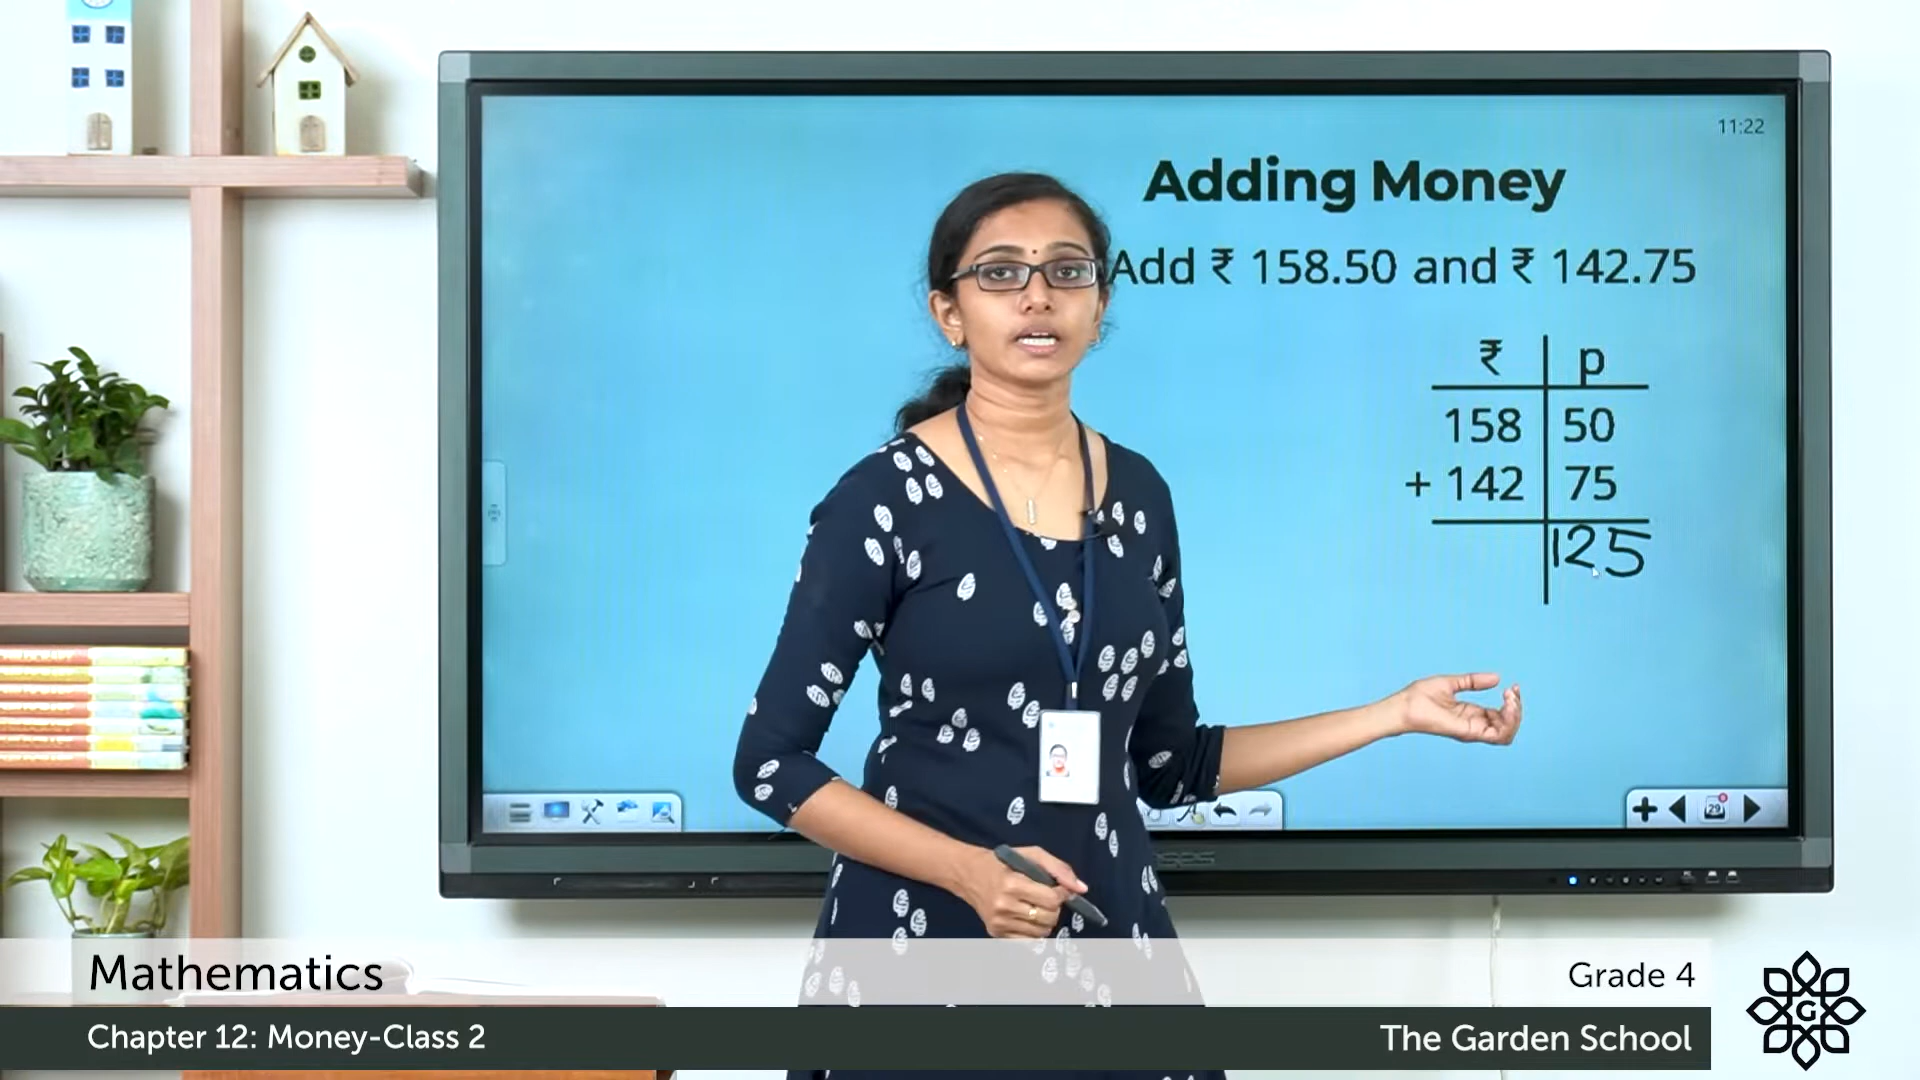 11:22
Adding Money
Add ₹ 158.50 and ₹ 142.75
₹ p
158 50
+ 142 75
125
29
Mathematics
Grade 4
Chapter 12: Money-Class 2
The Garden School
G